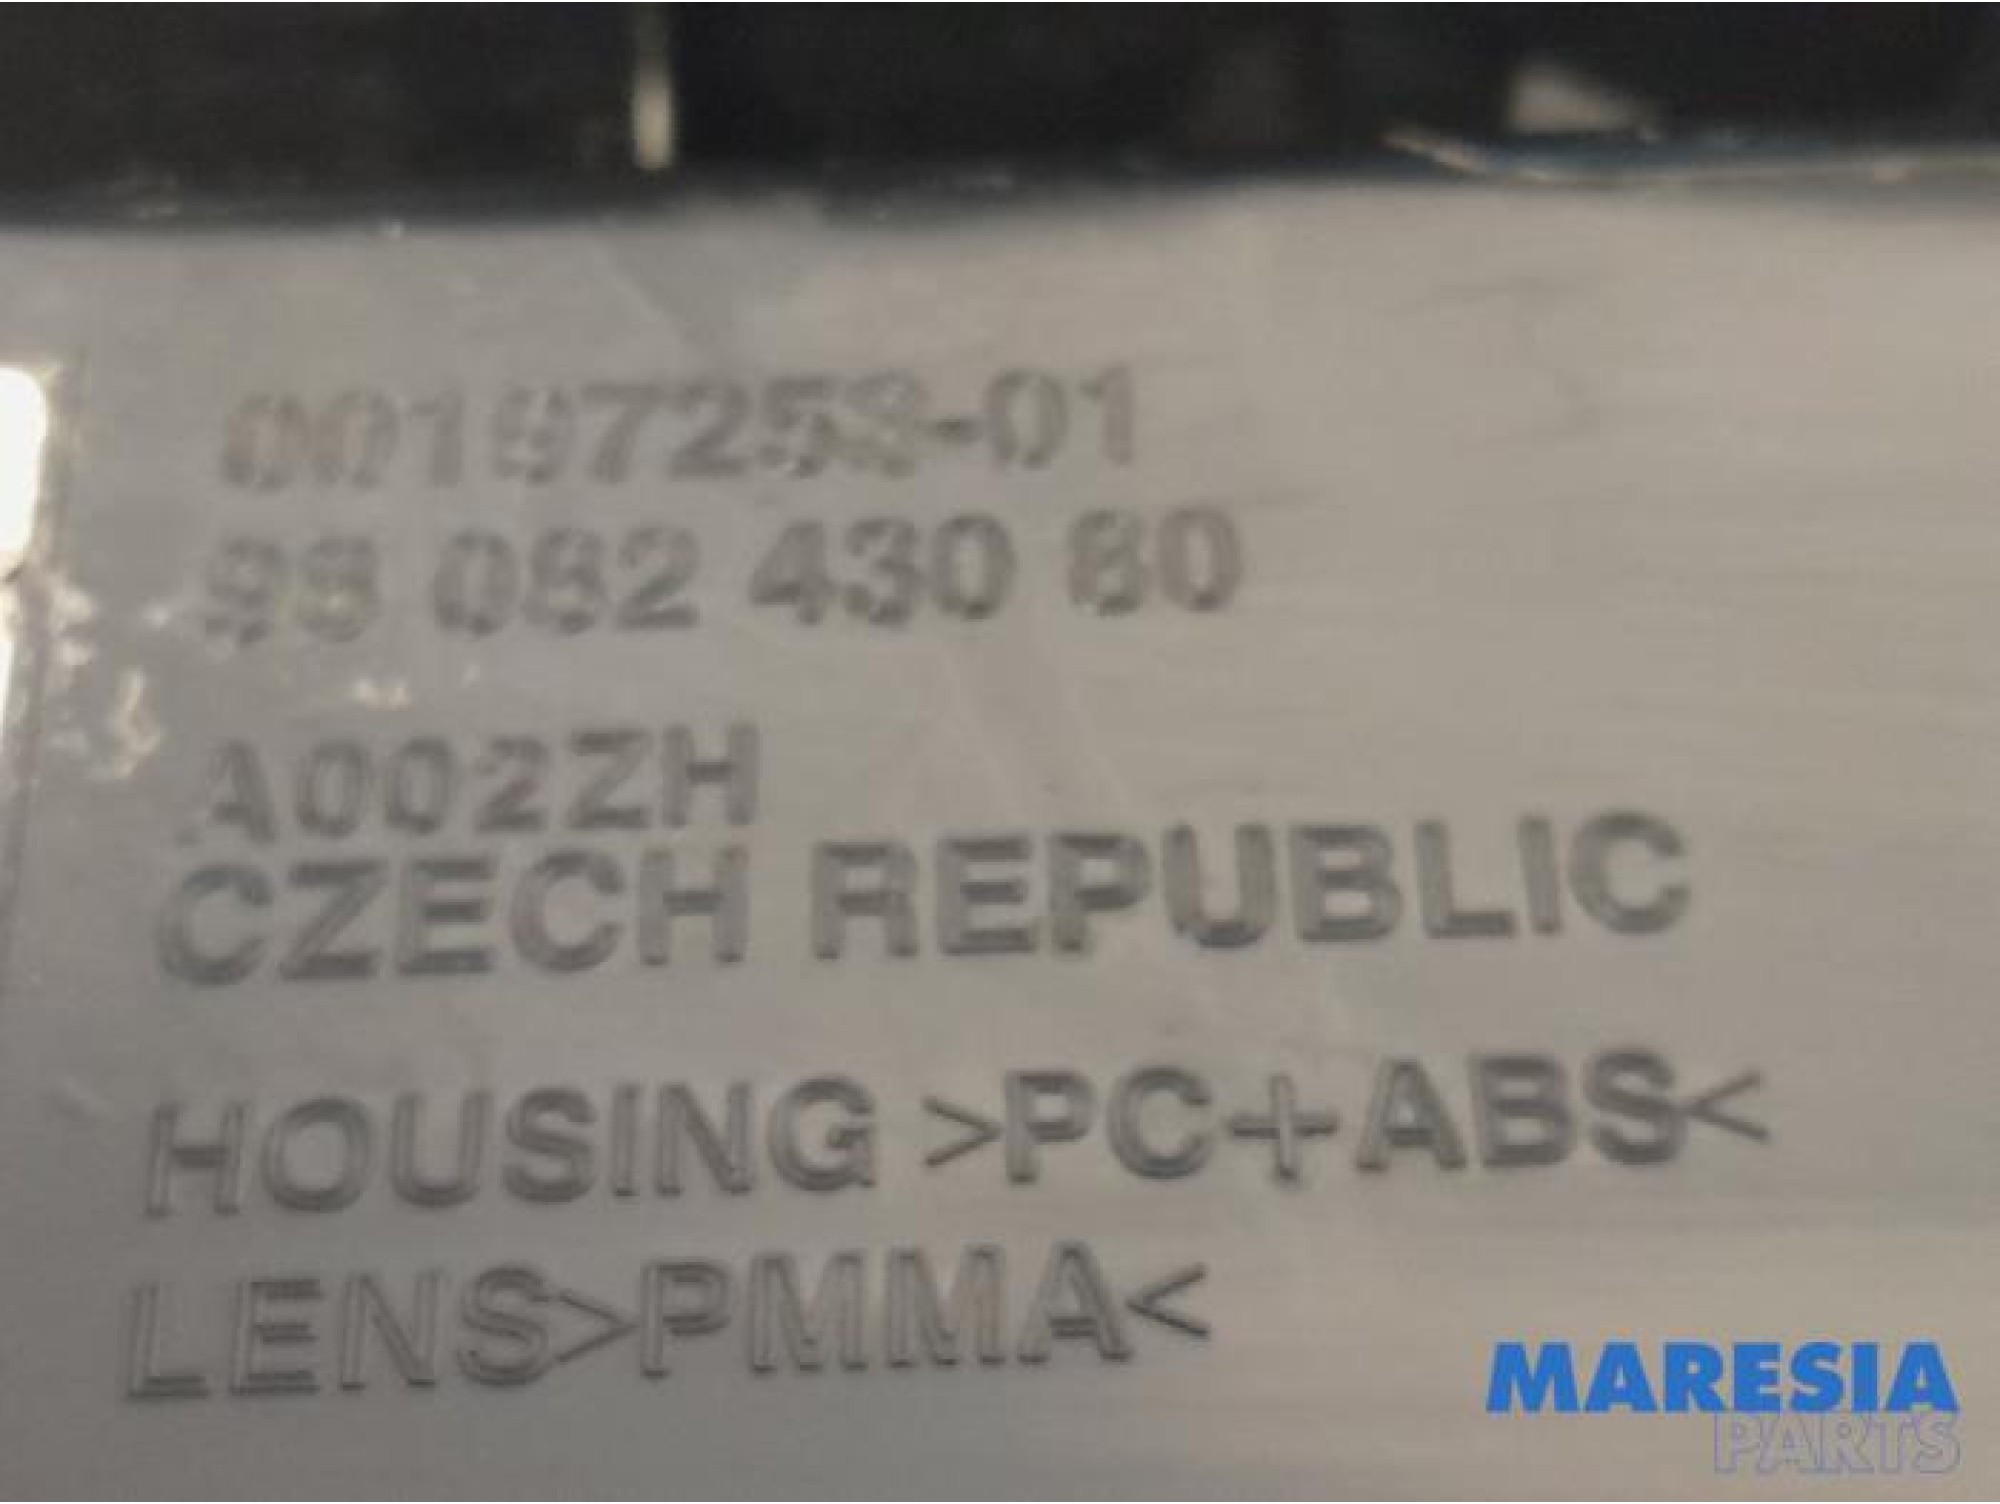 00197253-01
98 082 430 80
A002ZH
CZECH REPUBLIC
HOUSING >PC+ABS<
LENS>PMMA<
MARESIA
PARTS